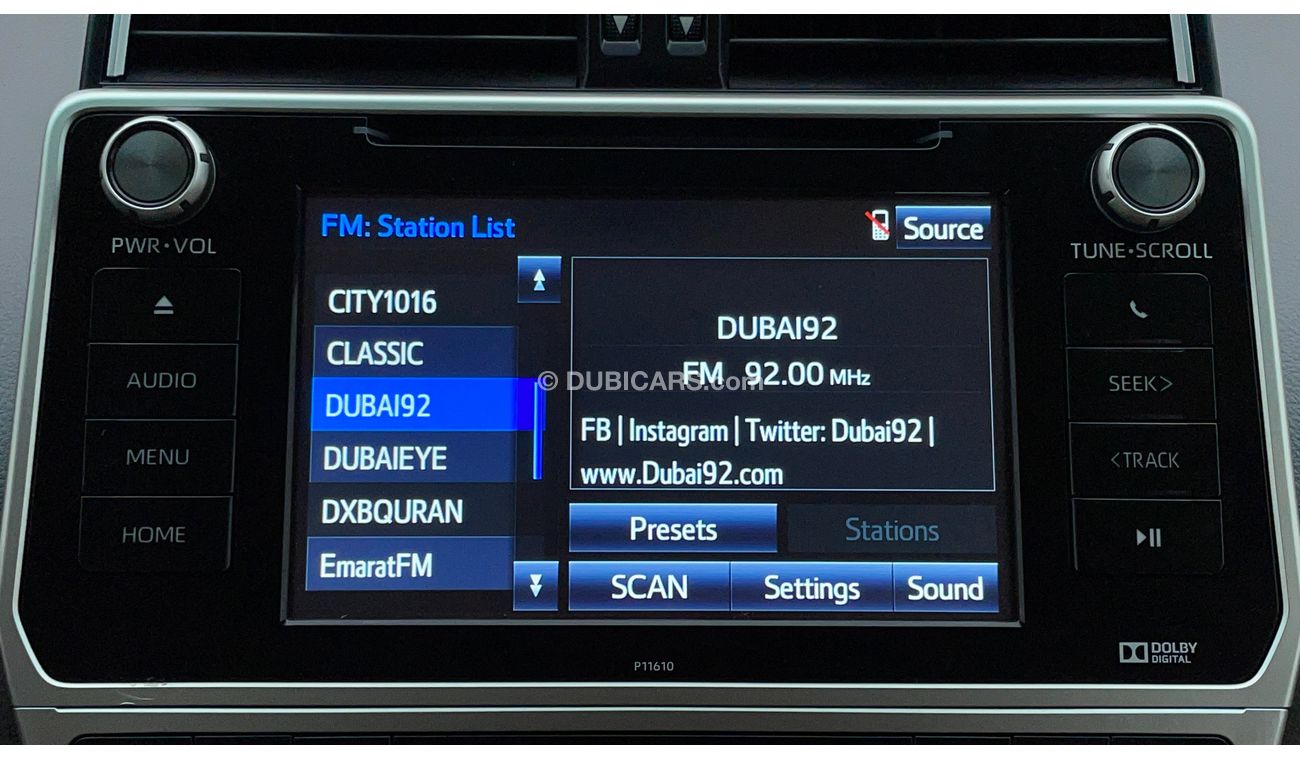 PWR•VOL
AUDIO
MENU
HOME
FM: Station List
Source
CITY1016
CLASSIC
DUBAI92
DUBAIEYE
DXBQURAN
EmaratFM
DUBAI92
FM 92.00 MHz
FB | Instagram | Twitter: Dubai92 |
www.Dubai92.com
Presets
Stations
SCAN
Settings
Sound
TUNE•SCROLL
SEEK>
<TRACK
P11610
DOLBY
DIGITAL
© DUBICARS.com